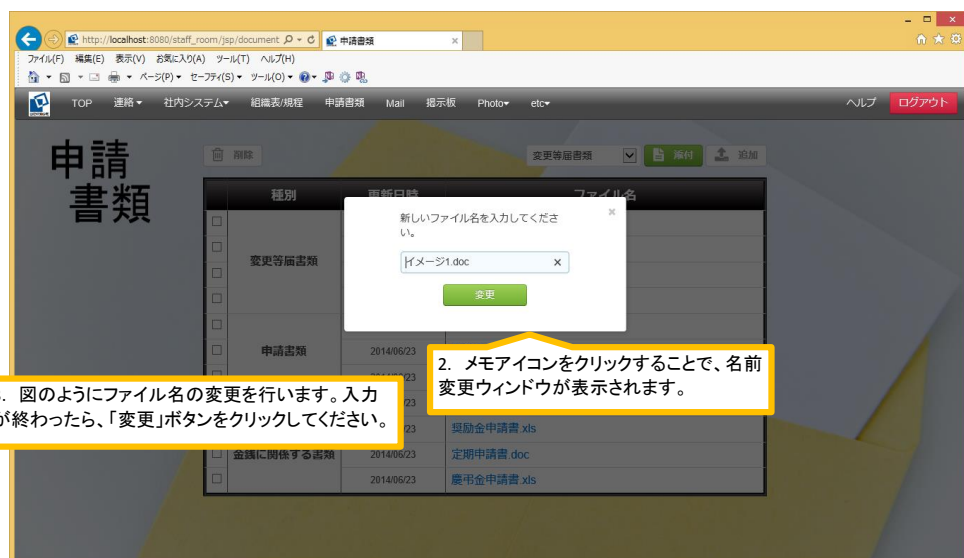 http://localhost:8080/staff_room/jsp/document
申請書類
ファイル(F) 編集(E) 表示(V) お気に入り(A) ツール(T) ヘルプ(H)
ページ(P) セーフティ(S) ツール(O)
TOP 連絡 社内システム 組織表/規程 申請書類 Mail 掲示板 Photo etc ヘルプ ログアウト
申請
書類
削除 変更等届書類 添付 追加
種別 更新日時 ファイル名
新しいファイル名を入力してくださ
い。
イメージ1.doc
変更
変更等届書類
申請書類 2014/06/23
2. メモアイコンをクリックすることで、名前
変更ウィンドウが表示されます。
図のようにファイル名の変更を行います。入力
が終わったら、「変更」ボタンをクリックしてください。
奨励金申請書.xls
金銭に関係する書類 2014/06/23 定期申請書.doc
2014/06/23 慶弔金申請書.xls